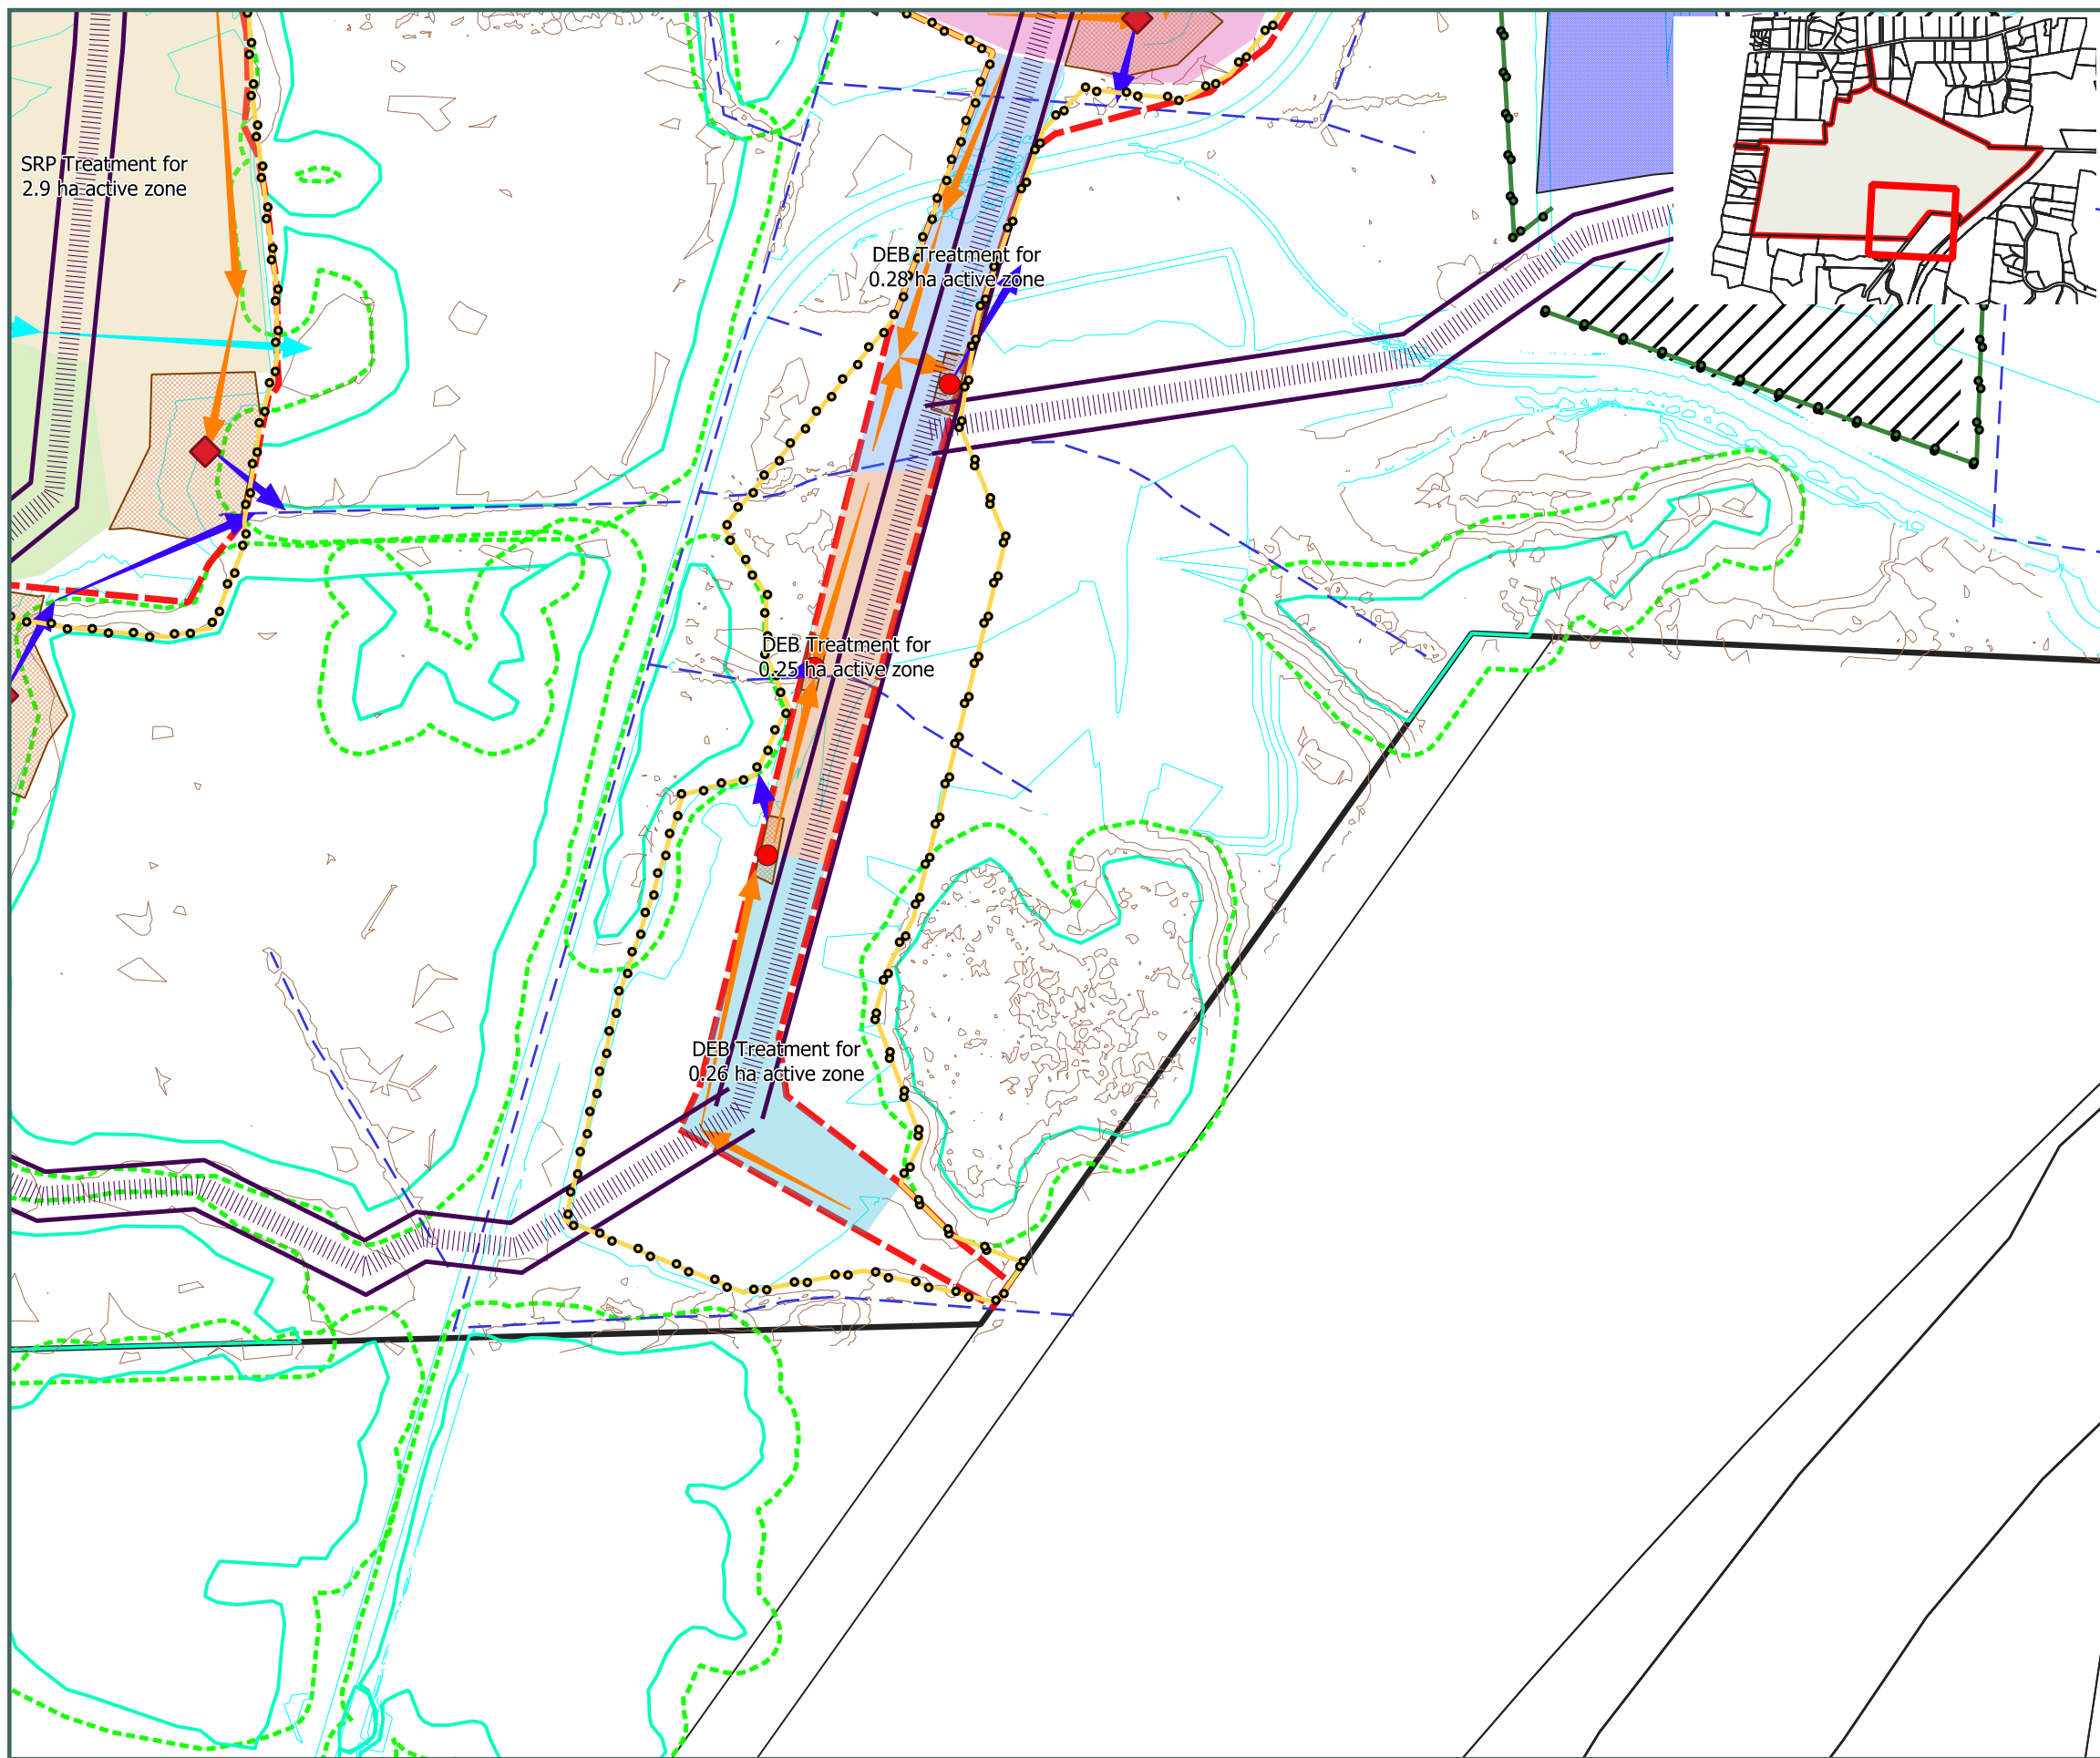 SRP Treatment for
2.9 ha active zone
DEB Treatment for
0.28 ha active zone
DEB Treatment for
0.25 ha active zone
DEB Treatment for
0.26 ha active zone